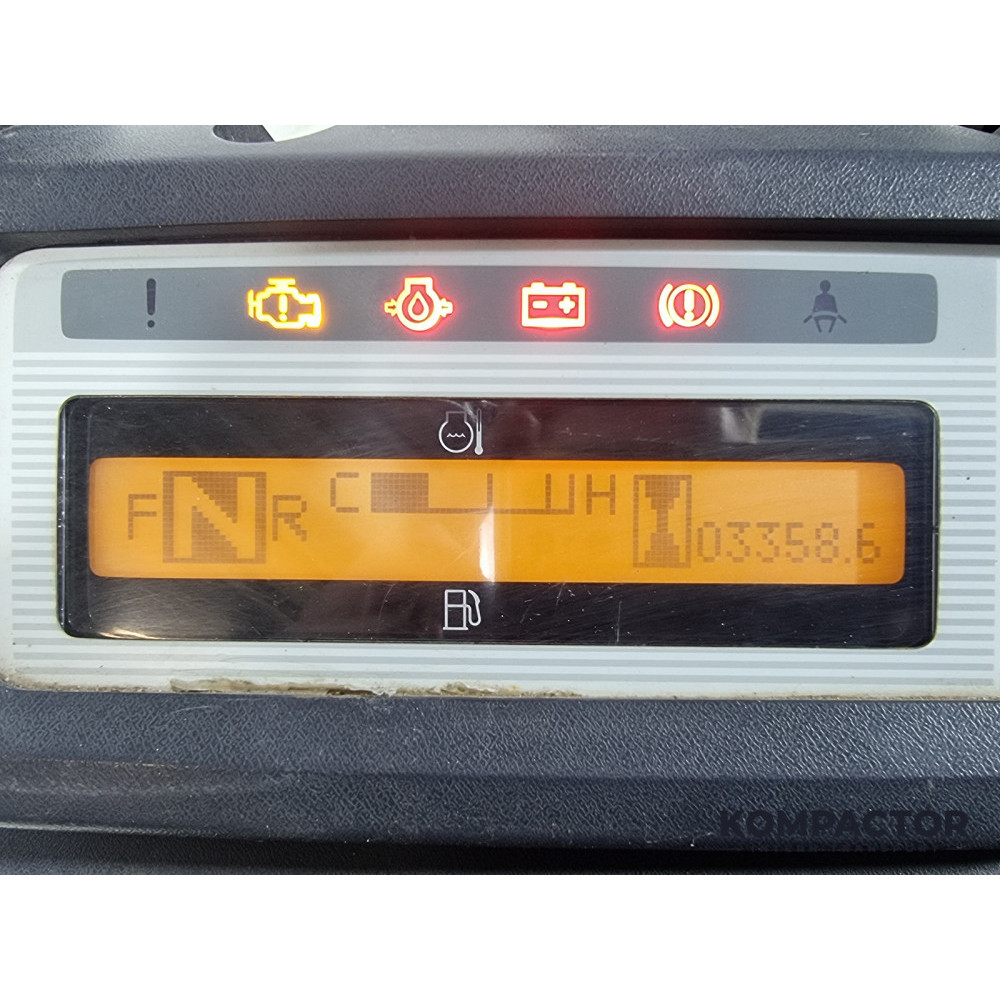 F N R C H 03358.6
KOMPACTOR